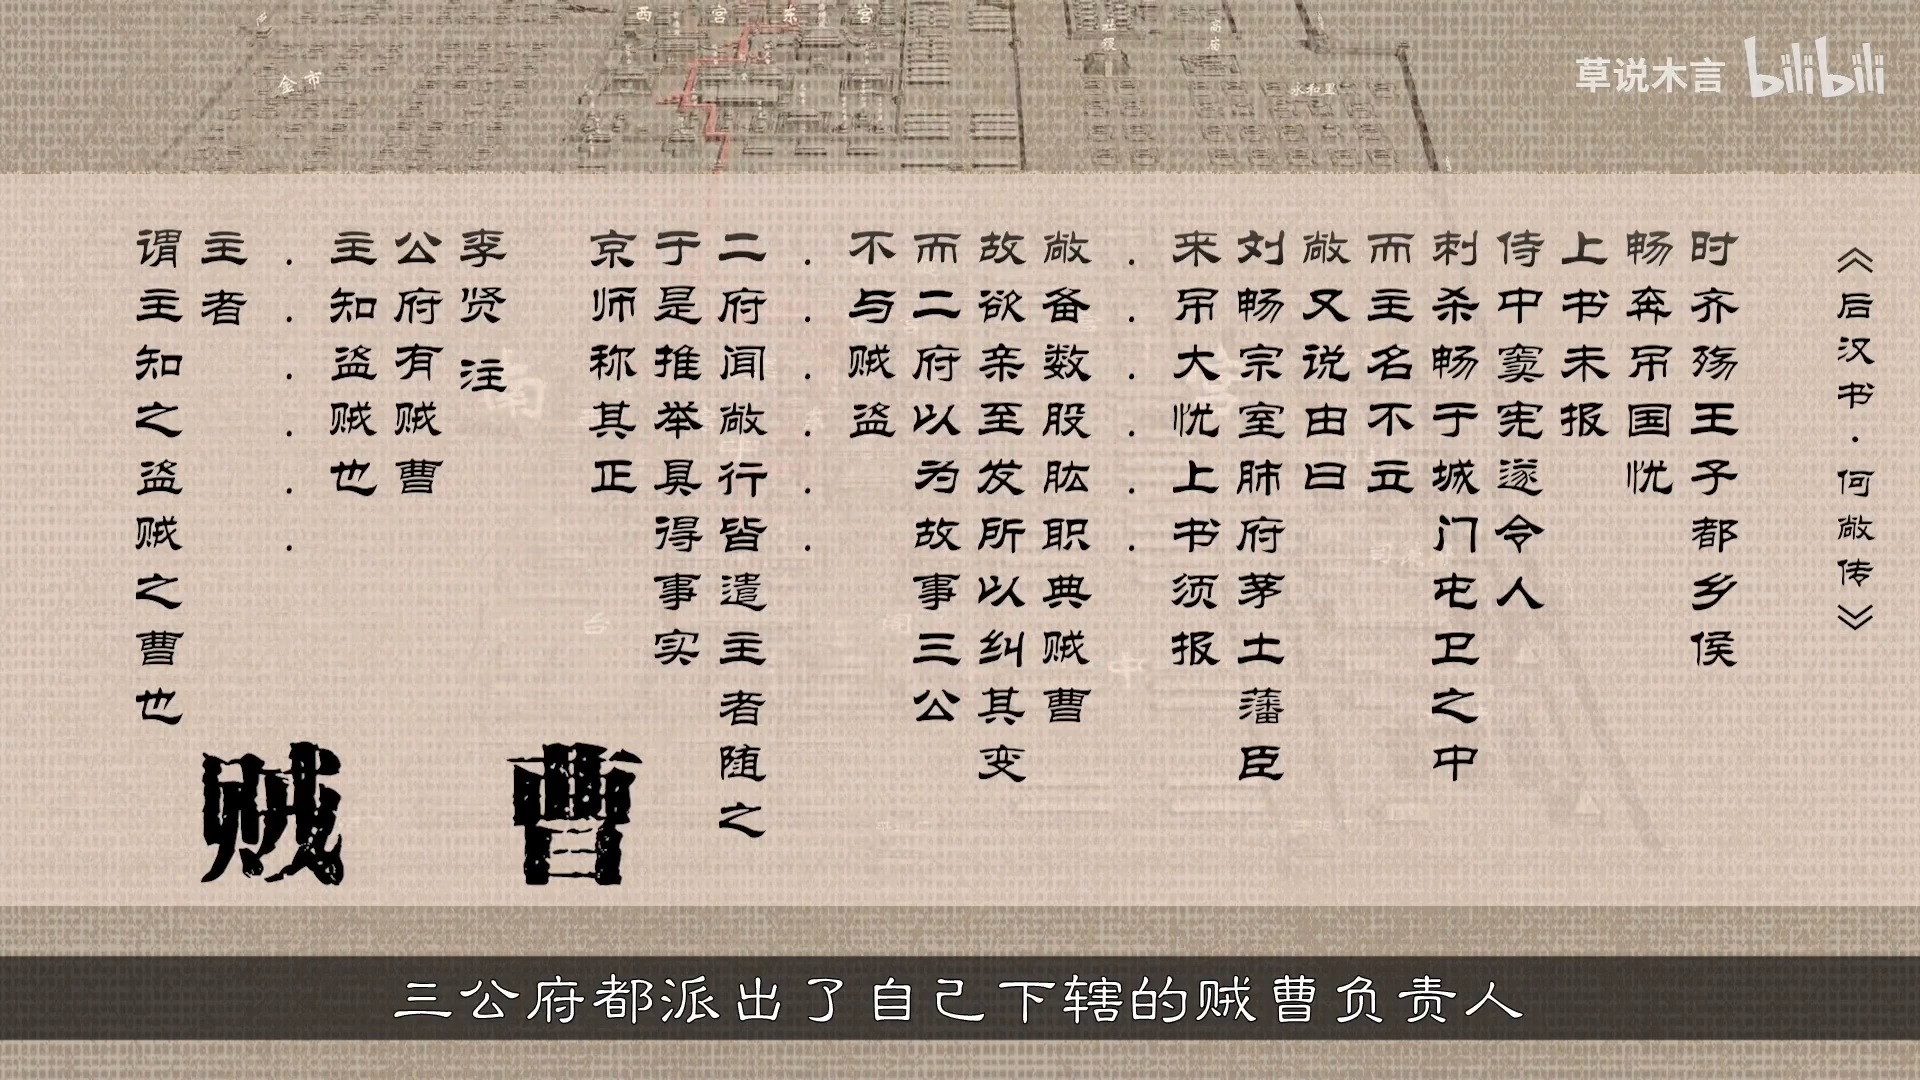 西宫 东宫
金市
永和里
草说木言 bilibili
《后汉书·何敞传》
时齐殇王子都乡侯
畅奔吊国忧
上书未报
侍中窦宪遂令人
刺杀畅于城门屯卫之中
而主名不立
敞又说由曰
刘畅宗室肺府茅土藩臣
来吊大忧上书须报
......
敞备数股肱职典贼曹
故欲亲至发所以纠其变
而二府以为故事三公
不与贼盗
......
二府闻敞行皆遣主者随之
于是推举具得事实
京师称其正
李贤 注
公府有贼曹
主知盗贼也
......
主者
谓主知之盗贼之曹也
贼 曹
三公府都派出了自己下辖的贼曹负责人